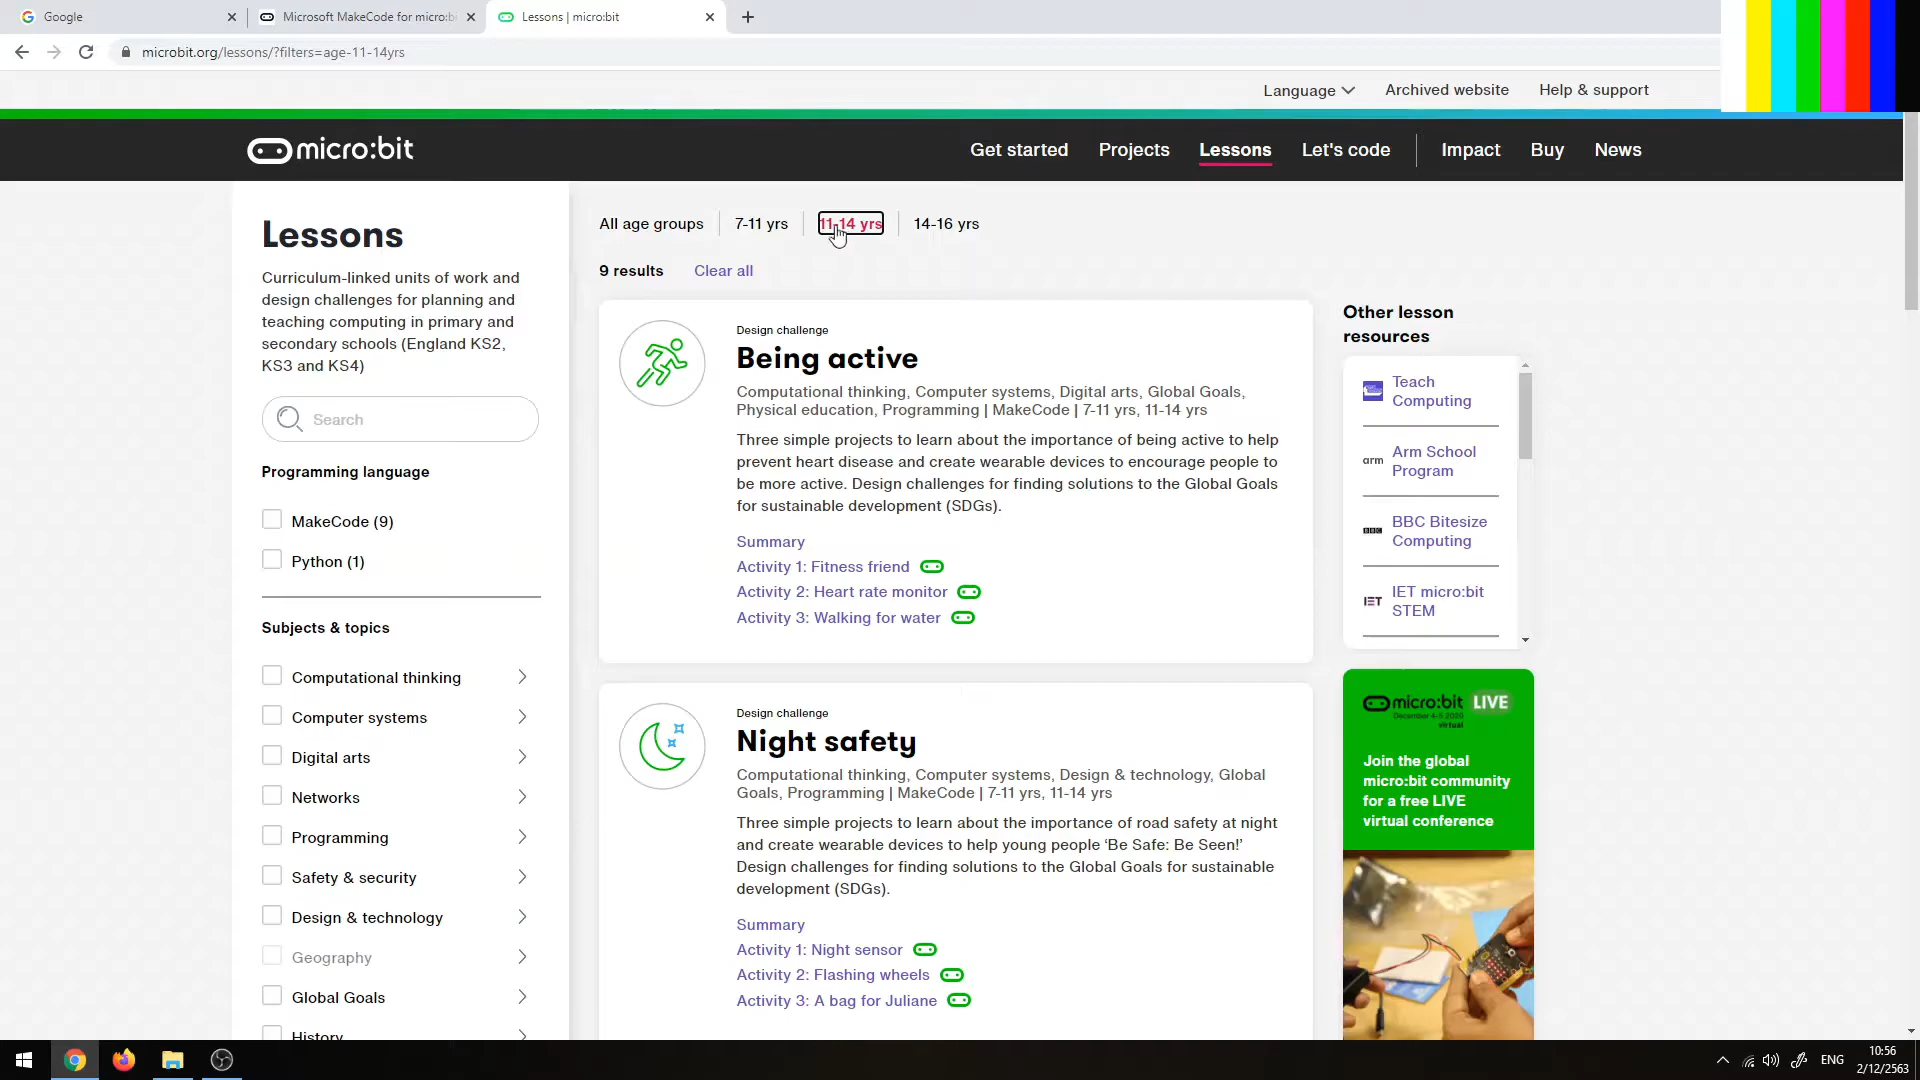 Google
Microsoft MakeCode for micro:bi
Lessons | micro:bit
microbit.org/lessons/?filters=age-11-14yrs
Language
Archived website
Help & support
micro:bit
Get started
Projects
Lessons
Let's code
Impact
Buy
News
Lessons
Curriculum-linked units of work and
design challenges for planning and
teaching computing in primary and
secondary schools (England KS2,
KS3 and KS4)
Search
Programming language
MakeCode (9)
Python (1)
Subjects & topics
Computational thinking
Computer systems
Digital arts
Networks
Programming
Safety & security
Design & technology
Geography
Global Goals
History
All age groups
7-11 yrs
11-14 yrs
14-16 yrs
9 results
Clear all
Design challenge
Being active
Computational thinking, Computer systems, Digital arts, Global Goals,
Physical education, Programming | MakeCode | 7-11 yrs, 11-14 yrs
Three simple projects to learn about the importance of being active to help
prevent heart disease and create wearable devices to encourage people to
be more active. Design challenges for finding solutions to the Global Goals
for sustainable development (SDGs).
Summary
Activity 1: Fitness friend
Activity 2: Heart rate monitor
Activity 3: Walking for water
Design challenge
Night safety
Computational thinking, Computer systems, Design & technology, Global
Goals, Programming | MakeCode | 7-11 yrs, 11-14 yrs
Three simple projects to learn about the importance of road safety at night
and create wearable devices to help young people ‘Be Safe: Be Seen!’
Design challenges for finding solutions to the Global Goals for sustainable
development (SDGs).
Summary
Activity 1: Night sensor
Activity 2: Flashing wheels
Activity 3: A bag for Juliane
Other lesson
resources
Teach
Computing
arm
Arm School
Program
BBC
BBC Bitesize
Computing
IET
IET micro:bit
STEM
micro:bit LIVE
December 4-5 2020
virtual
Join the global
micro:bit community
for a free LIVE
virtual conference
ENG
10:56
2/12/2563